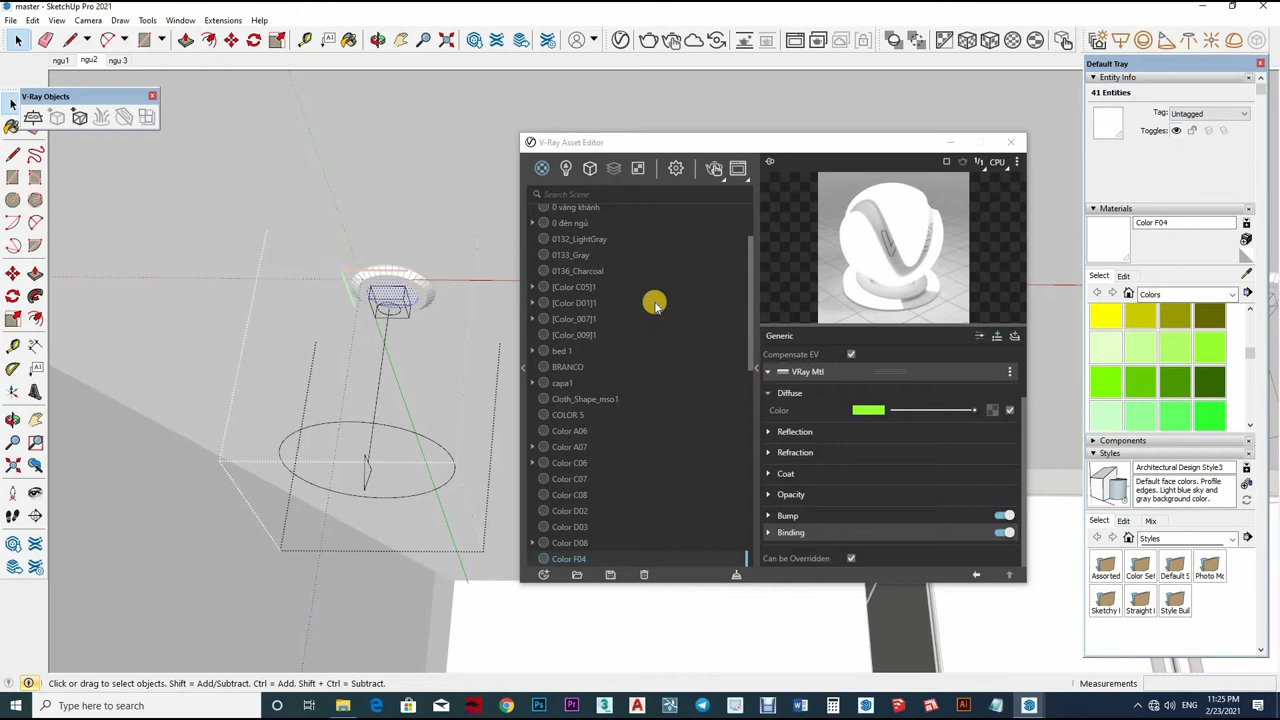 master - SketchUp Pro 2021
File Edit View Camera Draw Tools Window Extensions Help
ngu1 ngu2 ngu 3
V-Ray Objects
V-Ray Asset Editor
Search Scene
0 vàng khánh
0 đèn ngủ
0132_LightGray
0133_Gray
0136_Charcoal
[Color C05]1
[Color D01]1
[Color_007]1
[Color_009]1
bed 1
BRANCO
capa1
Cloth_Shape_mso1
COLOR 5
Color A06
Color A07
Color C06
Color C07
Color C08
Color D02
Color D03
Color D08
Color F04
CPU
Generic
Compensate EV
VRay Mtl
Diffuse
Color
Reflection
Refraction
Coat
Opacity
Bump
Binding
Can be Overridden
Default Tray
Entity Info
41 Entities
Tag: Untagged
Toggles:
Materials
Color F04
Select Edit
Colors
Components
Styles
Architectural Design Style3
Default face colors. Profile
edges. Light blue sky and
gray background color.
Select Edit Mix
Styles
Assorted Color Set Default S Photo Mo
Sketchy I Straight l Style Buil
Click or drag to select objects. Shift = Add/Subtract. Ctrl = Add. Shift + Ctrl = Subtract.
Measurements
Type here to search
ENG
11:25 PM
2/23/2021